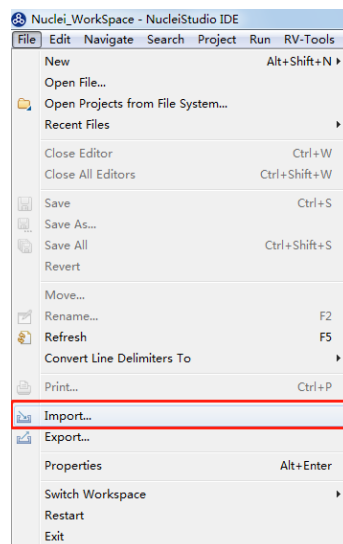 Nuclei_WorkSpace - NucleiStudio IDE
File Edit Navigate Search Project Run RV-Tools
New Alt+Shift+N
Open File...
Open Projects from File System...
Recent Files
Close Editor Ctrl+W
Close All Editors Ctrl+Shift+W
Save Ctrl+S
Save As...
Save All Ctrl+Shift+S
Revert
Move...
Rename... F2
Refresh F5
Convert Line Delimiters To
Print... Ctrl+P
Import...
Export...
Properties Alt+Enter
Switch Workspace
Restart
Exit